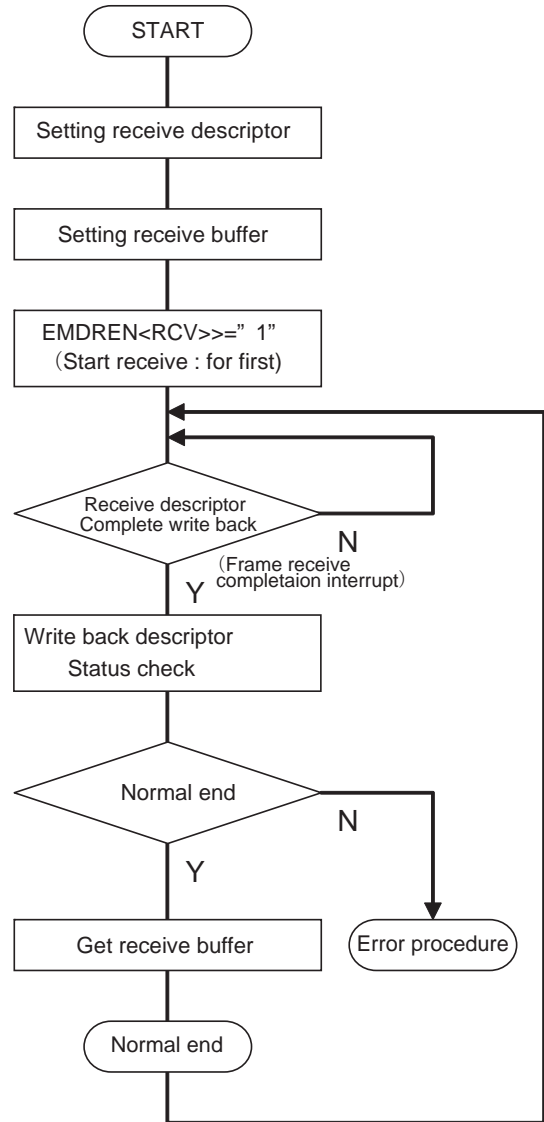 START
Setting receive descriptor
Setting receive buffer
EMDREN<RCV>>=” 1”
（Start receive : for first)
Receive descriptor
Complete write back
N
（Frame receive
completaion interrupt）
Y
Write back descriptor
Status check
Normal end
N
Y
Get receive buffer
Error procedure
Normal end